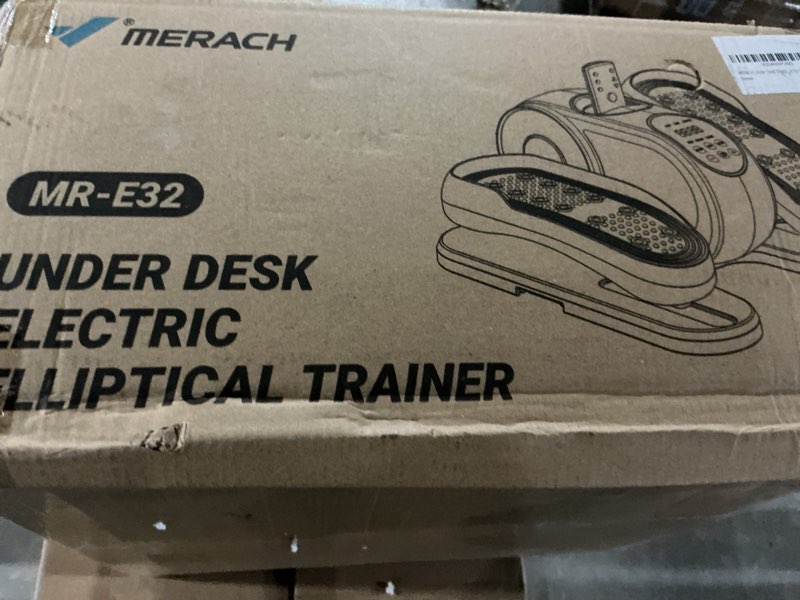 ® MERACH
MR-E32
UNDER DESK
ELECTRIC
ELLIPTICAL TRAINER